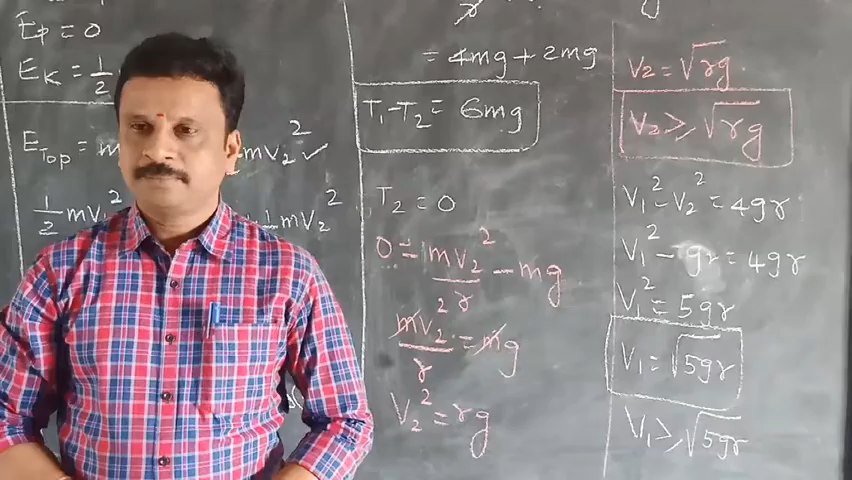 Ep = 0
EK = 1/2
ETop = m
mv₂² ✓
1/2 mv₁²
1/2 mv₂²
= 4mg + 2mg
T₁-T₂ = 6mg
T₂ = 0
0 = mv₂²/r - mg
mv₂²/r = mg
V₂² = rg
V₂ = √rg.
V₂ ≥ √rg
V₁² - V₂² = 4gr
V₁² - gr = 4gr
V₁² = 5gr
V₁ = √5gr
V₁ ≥ √5gr